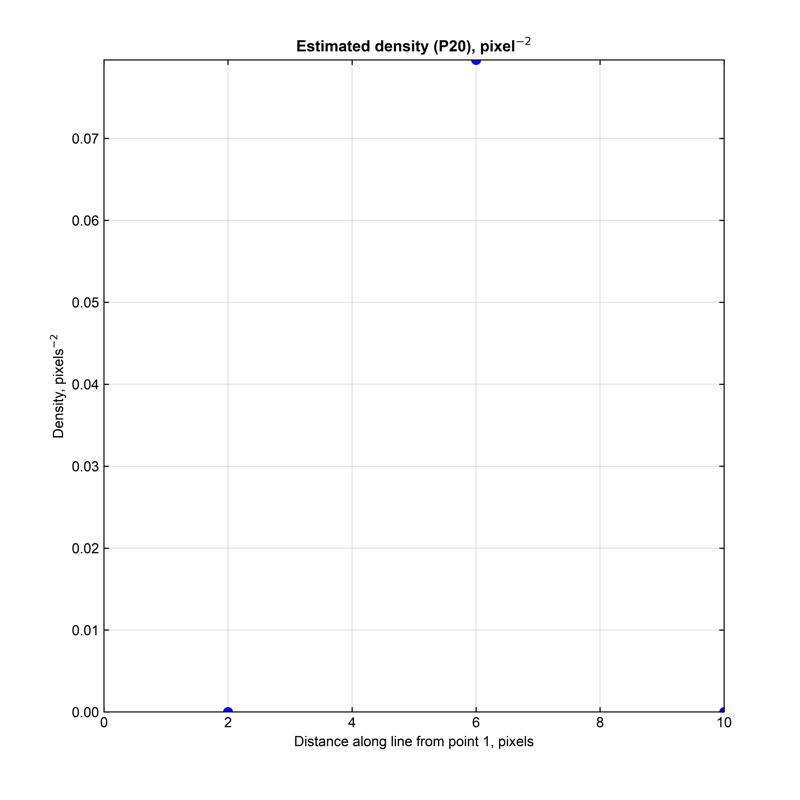 Estimated density (P20), pixel⁻²
0.07
0.06
0.05
0.04
0.03
0.02
0.01
0.00
Density, pixels⁻²
0 2 4 6 8 10
Distance along line from point 1, pixels